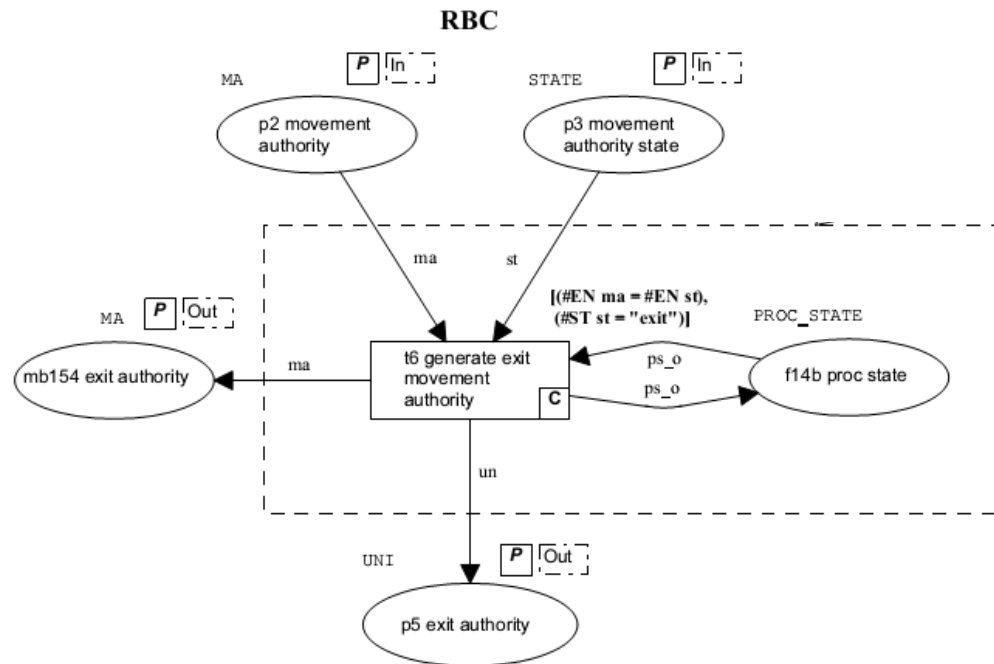 RBC
MA
P
In
STATE
P
In
p2 movement
authority
p3 movement
authority state
ma
st
[(#EN ma = #EN st),
(#ST st = "exit")]
MA
P
Out
PROC_STATE
mb154 exit authority
ma
t6 generate exit
movement
authority
C
ps_o
ps_o
f14b proc state
un
UNI
P
Out
p5 exit authority